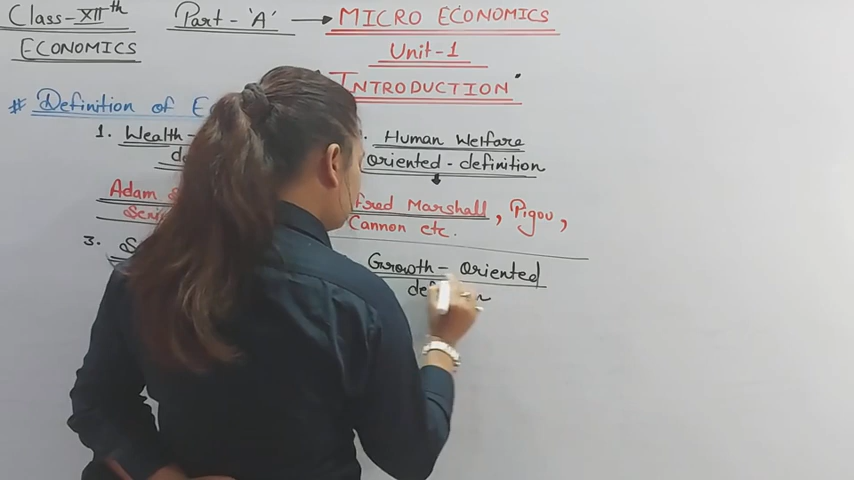 Class-XIIth Part-'A' → MICRO ECONOMICS
ECONOMICS Unit-1
INTRODUCTION
# Definition of E
1. Wealth- . Human Welfare
de oriented-definition
Adam S fred Marshall, Pigou,
Seni Cannon etc.
3. S Growth-Oriented
de n